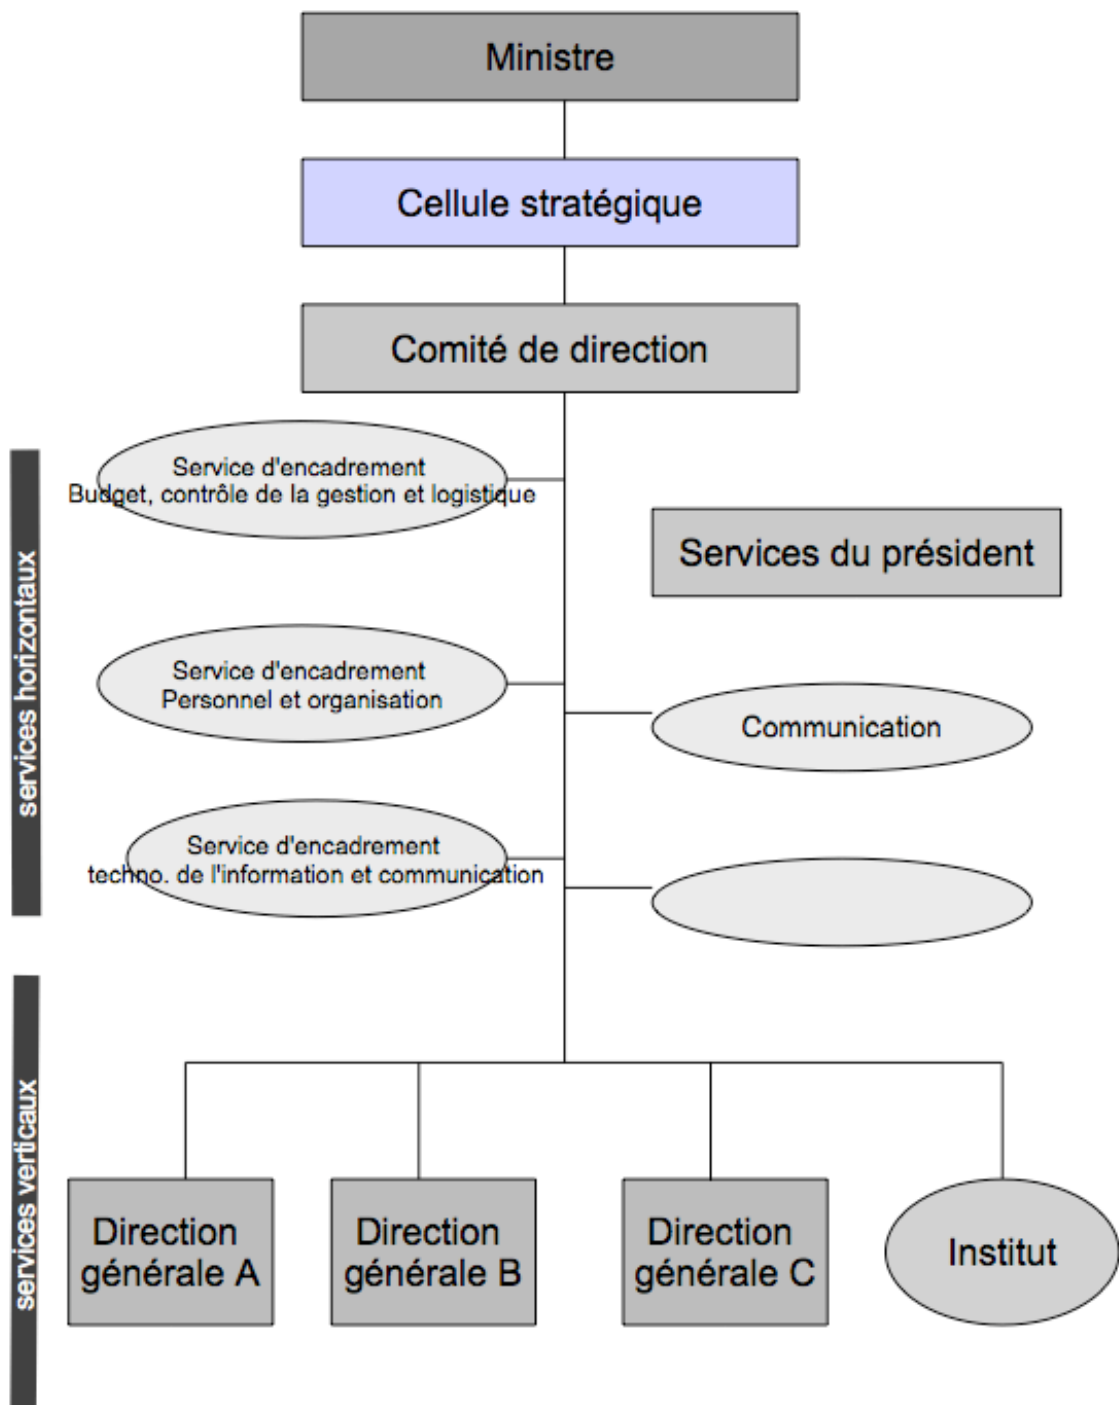 Ministre
Cellule stratégique
Comité de direction
Service d'encadrement
Budget, contrôle de la gestion et logistique
Services du président
services horizontaux
Service d'encadrement
Personnel et organisation
Communication
Service d'encadrement
techno. de l'information et communication
services verticaux
Direction
générale A
Direction
générale B
Direction
générale C
Institut